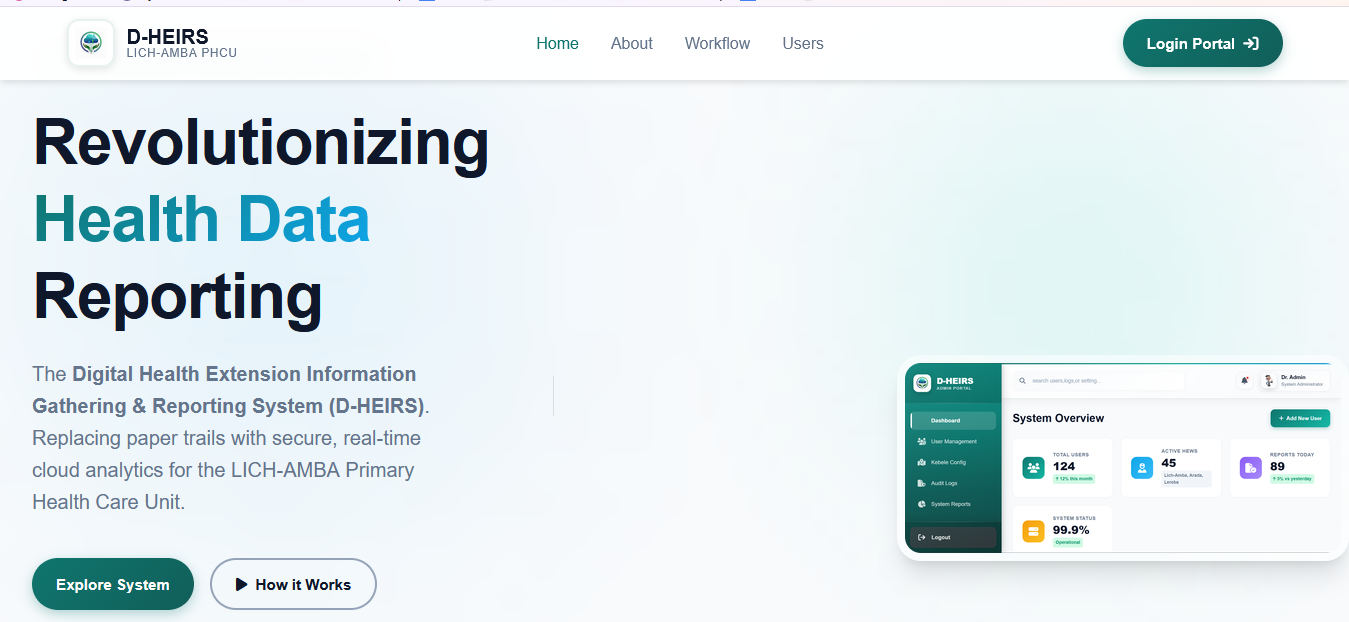 D-HEIRS
LICH-AMBA PHCU
Home
About
Workflow
Users
Login Portal
Revolutionizing
Health Data
Reporting
The Digital Health Extension Information
Gathering & Reporting System (D-HEIRS).
Replacing paper trails with secure, real-time
cloud analytics for the LICH-AMBA Primary
Health Care Unit.
Explore System
How it Works
D-HEIRS
ADMIN PORTAL
search users,logs,or setting...
Dr. Admin
System Administrator
Dashboard
User Management
Kebele Config
Audit Logs
System Reports
Logout
System Overview
+ Add New User
TOTAL USERS
124
↑ 12% this month
ACTIVE HEWS
45
Lich-Amba, Areda,
Lereba
REPORTS TODAY
89
↑ 5% vs yesterday
SYSTEM STATUS
99.9%
Operational